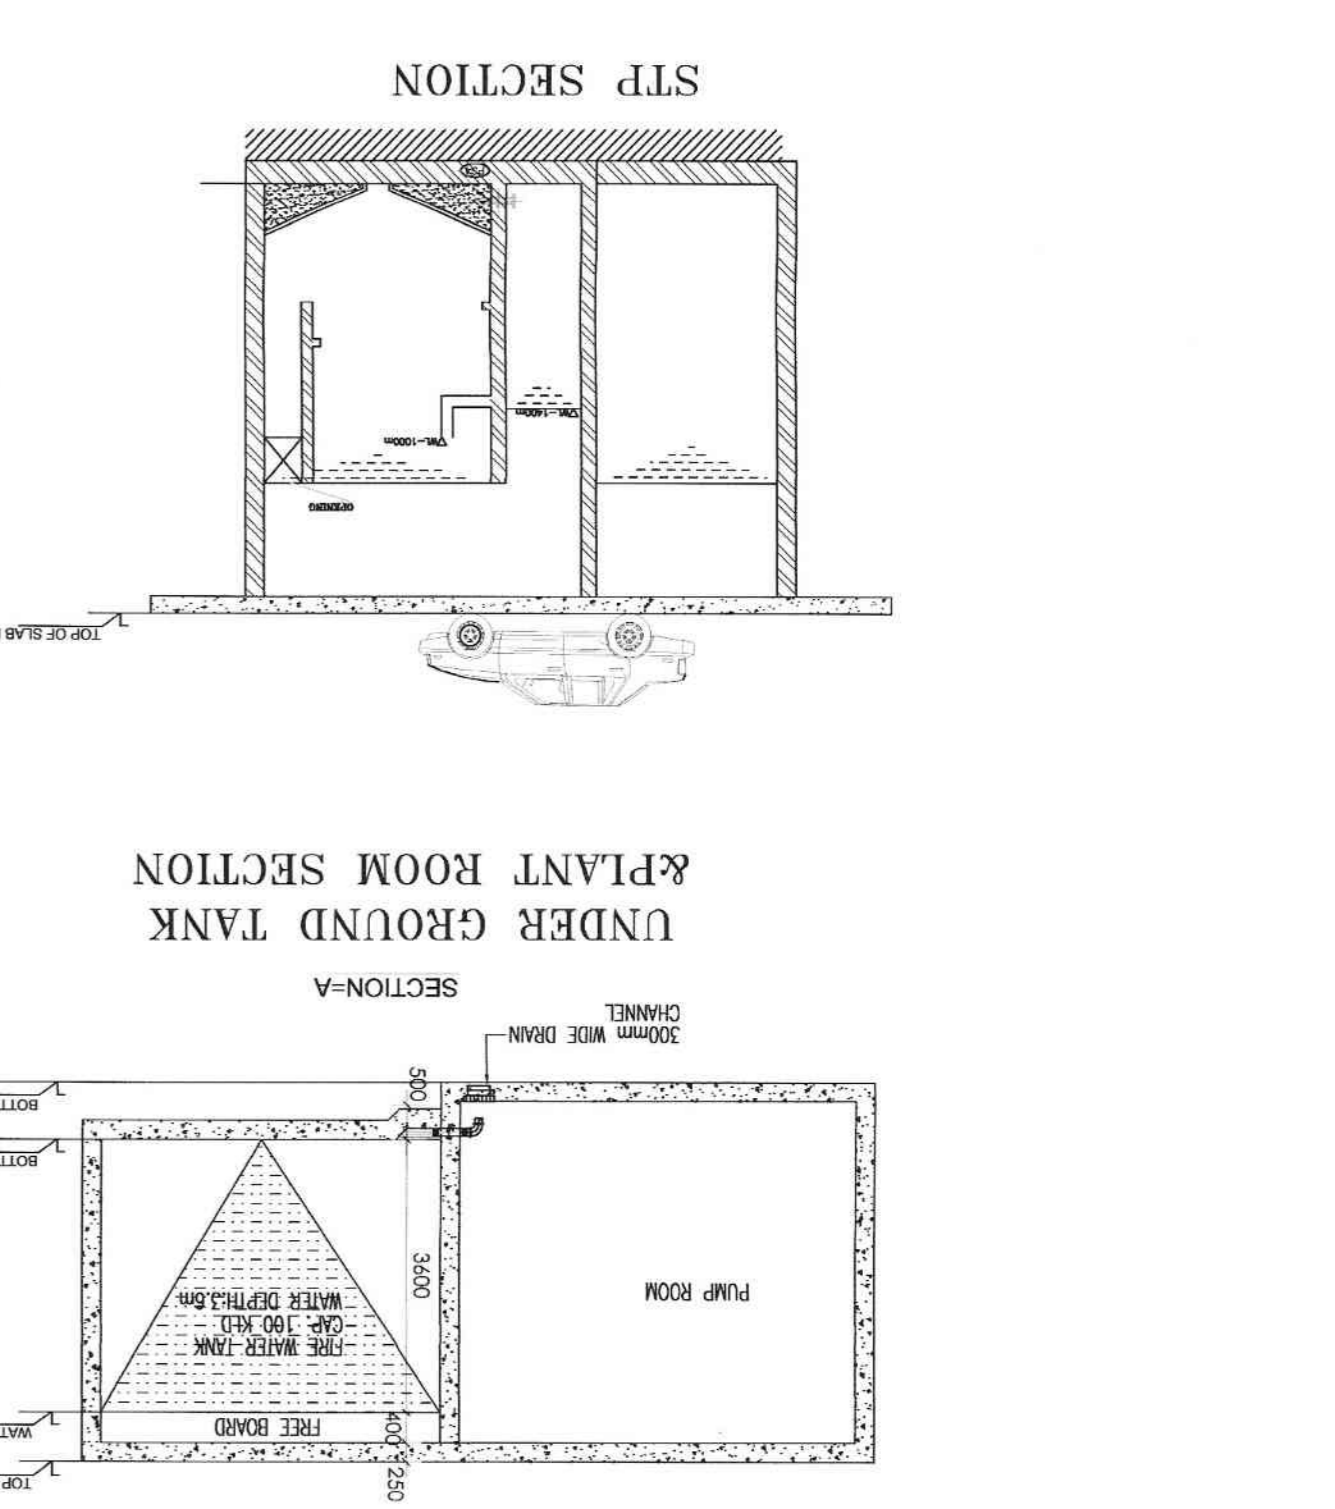 250
TOP
400
FREE BOARD
WAT
FIRE WATER TANK
CAP. 100 KLD
WATER DEPTH:3.6m
PUMP ROOM
3600
BOTT
BOTT
500
300mm WIDE DRAIN
CHANNEL
SECTION=A
UNDER GROUND TANK
&PLANT ROOM SECTION
TOP OF SLAB
OPENING
WL-1000m
WL-1400m
STP SECTION